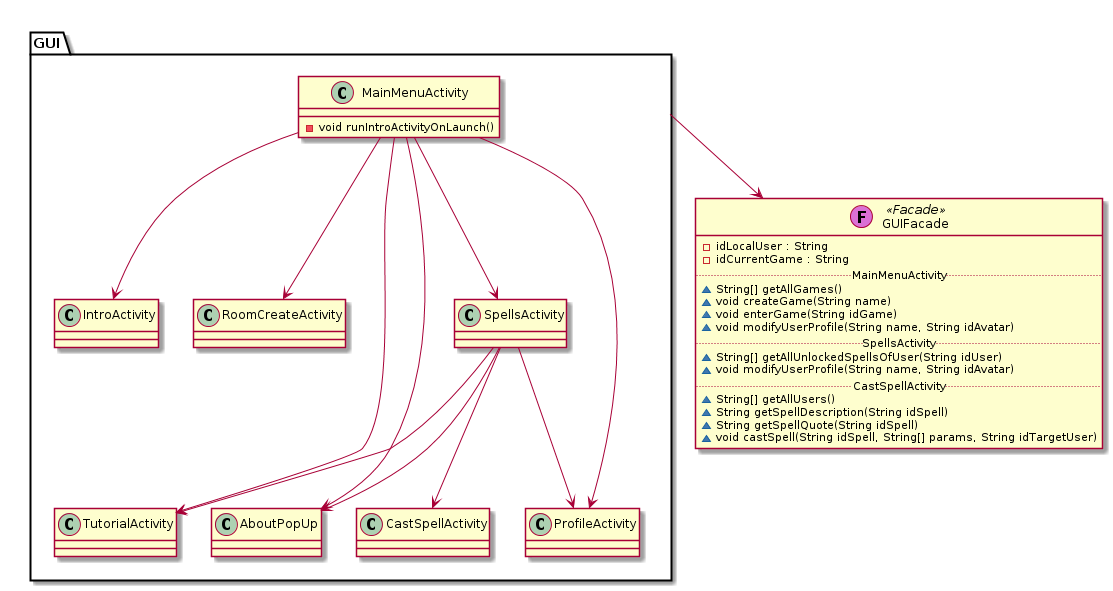 GUI
C MainMenuActivity
void runIntroActivityOnLaunch()
F «Facade»
GUIFacade
idLocalUser : String
idCurrentGame : String
MainMenuActivity
String[] getAllGames()
void createGame(String name)
void enterGame(String idGame)
void modifyUserProfile(String name, String idAvatar)
SpellsActivity
String[] getAllUnlockedSpellsOfUser(String idUser)
void modifyUserProfile(String name, String idAvatar)
CastSpellActivity
String[] getAllUsers()
String getSpellDescription(String idSpell)
String getSpellQuote(String idSpell)
void castSpell(String idSpell, String[] params, String idTargetUser)
C IntroActivity
C RoomCreateActivity
C SpellsActivity
C TutorialActivity
C AboutPopUp
C CastSpellActivity
C ProfileActivity